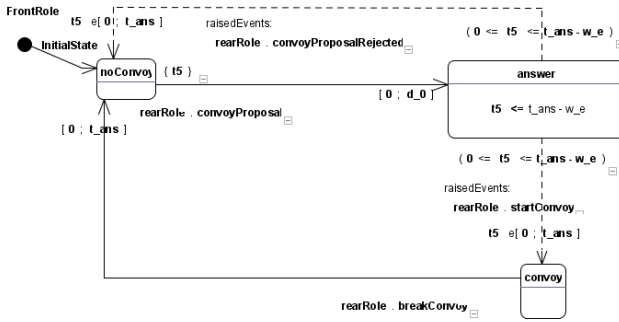 FrontRole
t5 e[ 0 ; t_ans ]
raisedEvents:
( 0 <= t5 <= t_ans - w_e )
InitialState
rearRole . convoyProposalRejected
noConvoy
{ t5 }
answer
[ 0 ; d_0 ]
t5 <= t_ans - w_e
rearRole . convoyProposal
[ 0 ; t_ans ]
( 0 <= t5 <= t_ans - w_e )
raisedEvents:
rearRole . startConvoy
t5 e[ 0 ; t_ans ]
convoy
rearRole . breakConvoy